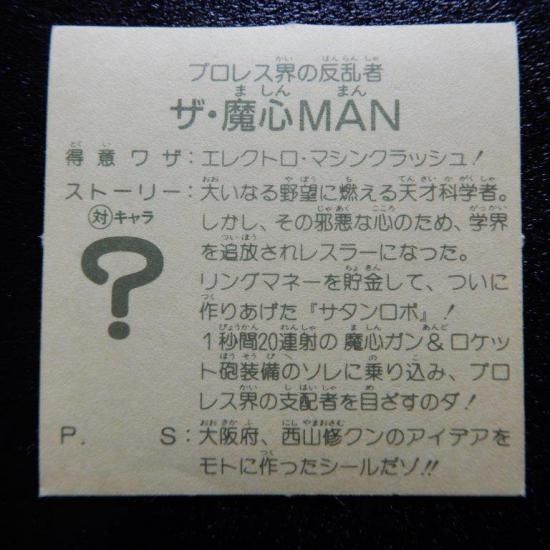 プロレス界の反乱者
ザ・魔心MAN
得意ワザ:エレクトロ・マシンクラッシュ!
ストーリー:大いなる野望に燃える天才科学者。
対キャラ しかし、その邪悪な心のため、学界
? を追放されレスラーになった。
リングマネーを貯金して、ついに
作りあげた『サタンロボ』!
1秒間20連射の魔心ガン&ロケッ
ト砲装備のソレに乗り込み、プロ
レス界の支配者を目ざすのダ!
P. S:大阪府、西山修クンのアイデアを
モトに作ったシールだゾ!!